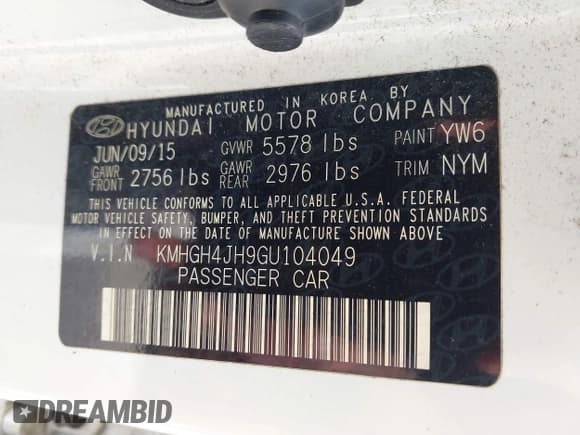 MANUFACTURED IN KOREA BY
HYUNDAI MOTOR COMPANY
JUN/09/15 GVWR 5578 lbs PAINT YW6
GAWR FRONT 2756 lbs GAWR REAR 2976 lbs TRIM NYM
THIS VEHICLE CONFORMS TO ALL APPLICABLE U.S.A. FEDERAL
MOTOR VEHICLE SAFETY, BUMPER, AND THEFT PREVENTION STANDARDS
IN EFFECT ON THE DATE OF MANUFACTURE SHOWN ABOVE.
V.I.N KMHGH4JH9GU104049
PASSENGER CAR
DREAMBID